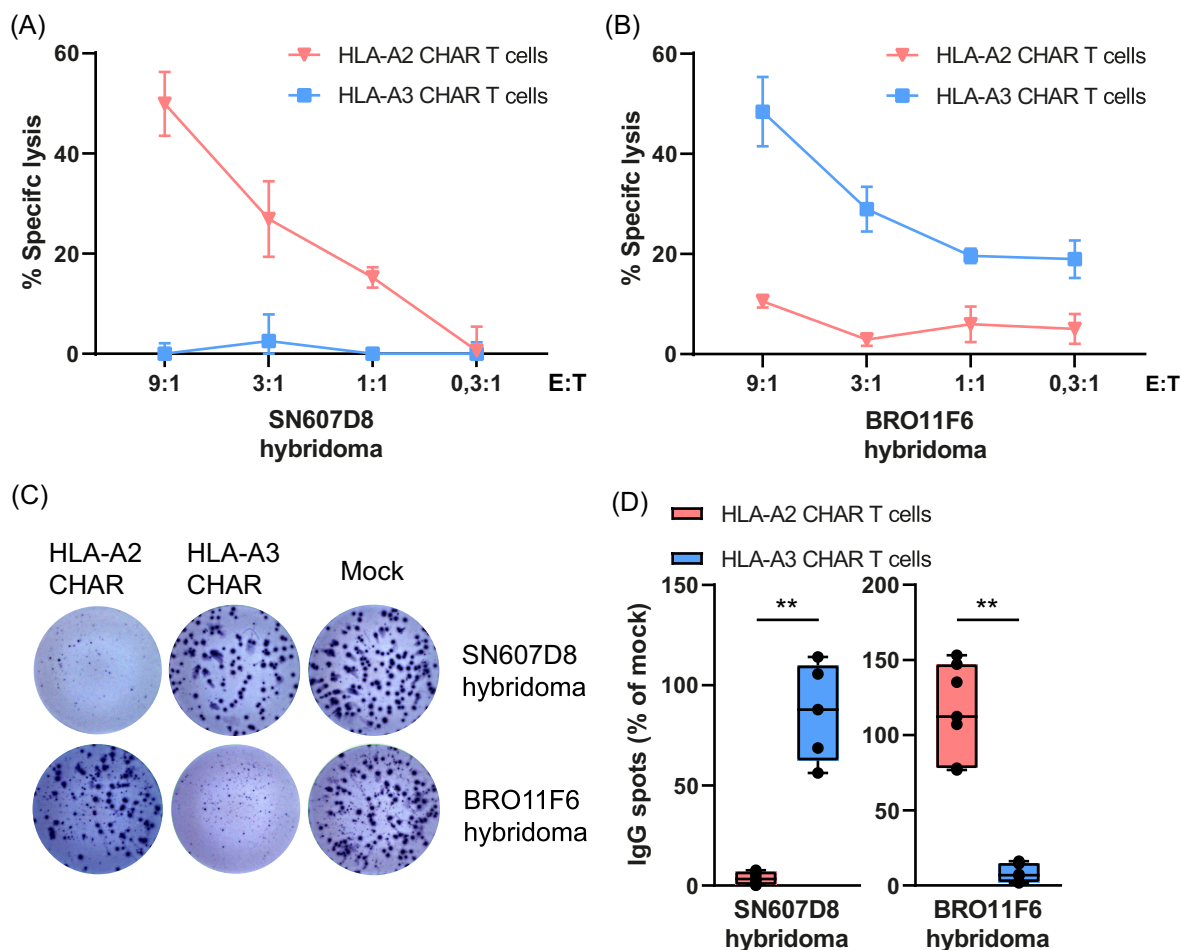 (A)
60
40
20
0
% Specifc lysis
HLA-A2 CHAR T cells
HLA-A3 CHAR T cells
9:1
3:1
1:1
0,3:1
E:T
SN607D8
hybridoma
(B)
60
40
20
0
% Specifc lysis
HLA-A2 CHAR T cells
HLA-A3 CHAR T cells
9:1
3:1
1:1
0,3:1
E:T
BRO11F6
hybridoma
(C)
HLA-A2
CHAR
HLA-A3
CHAR
Mock
SN607D8
hybridoma
BRO11F6
hybridoma
(D)
HLA-A2 CHAR T cells
HLA-A3 CHAR T cells
IgG spots (% of mock)
150
100
50
0
**
SN607D8
hybridoma
200
150
100
50
0
**
BRO11F6
hybridoma